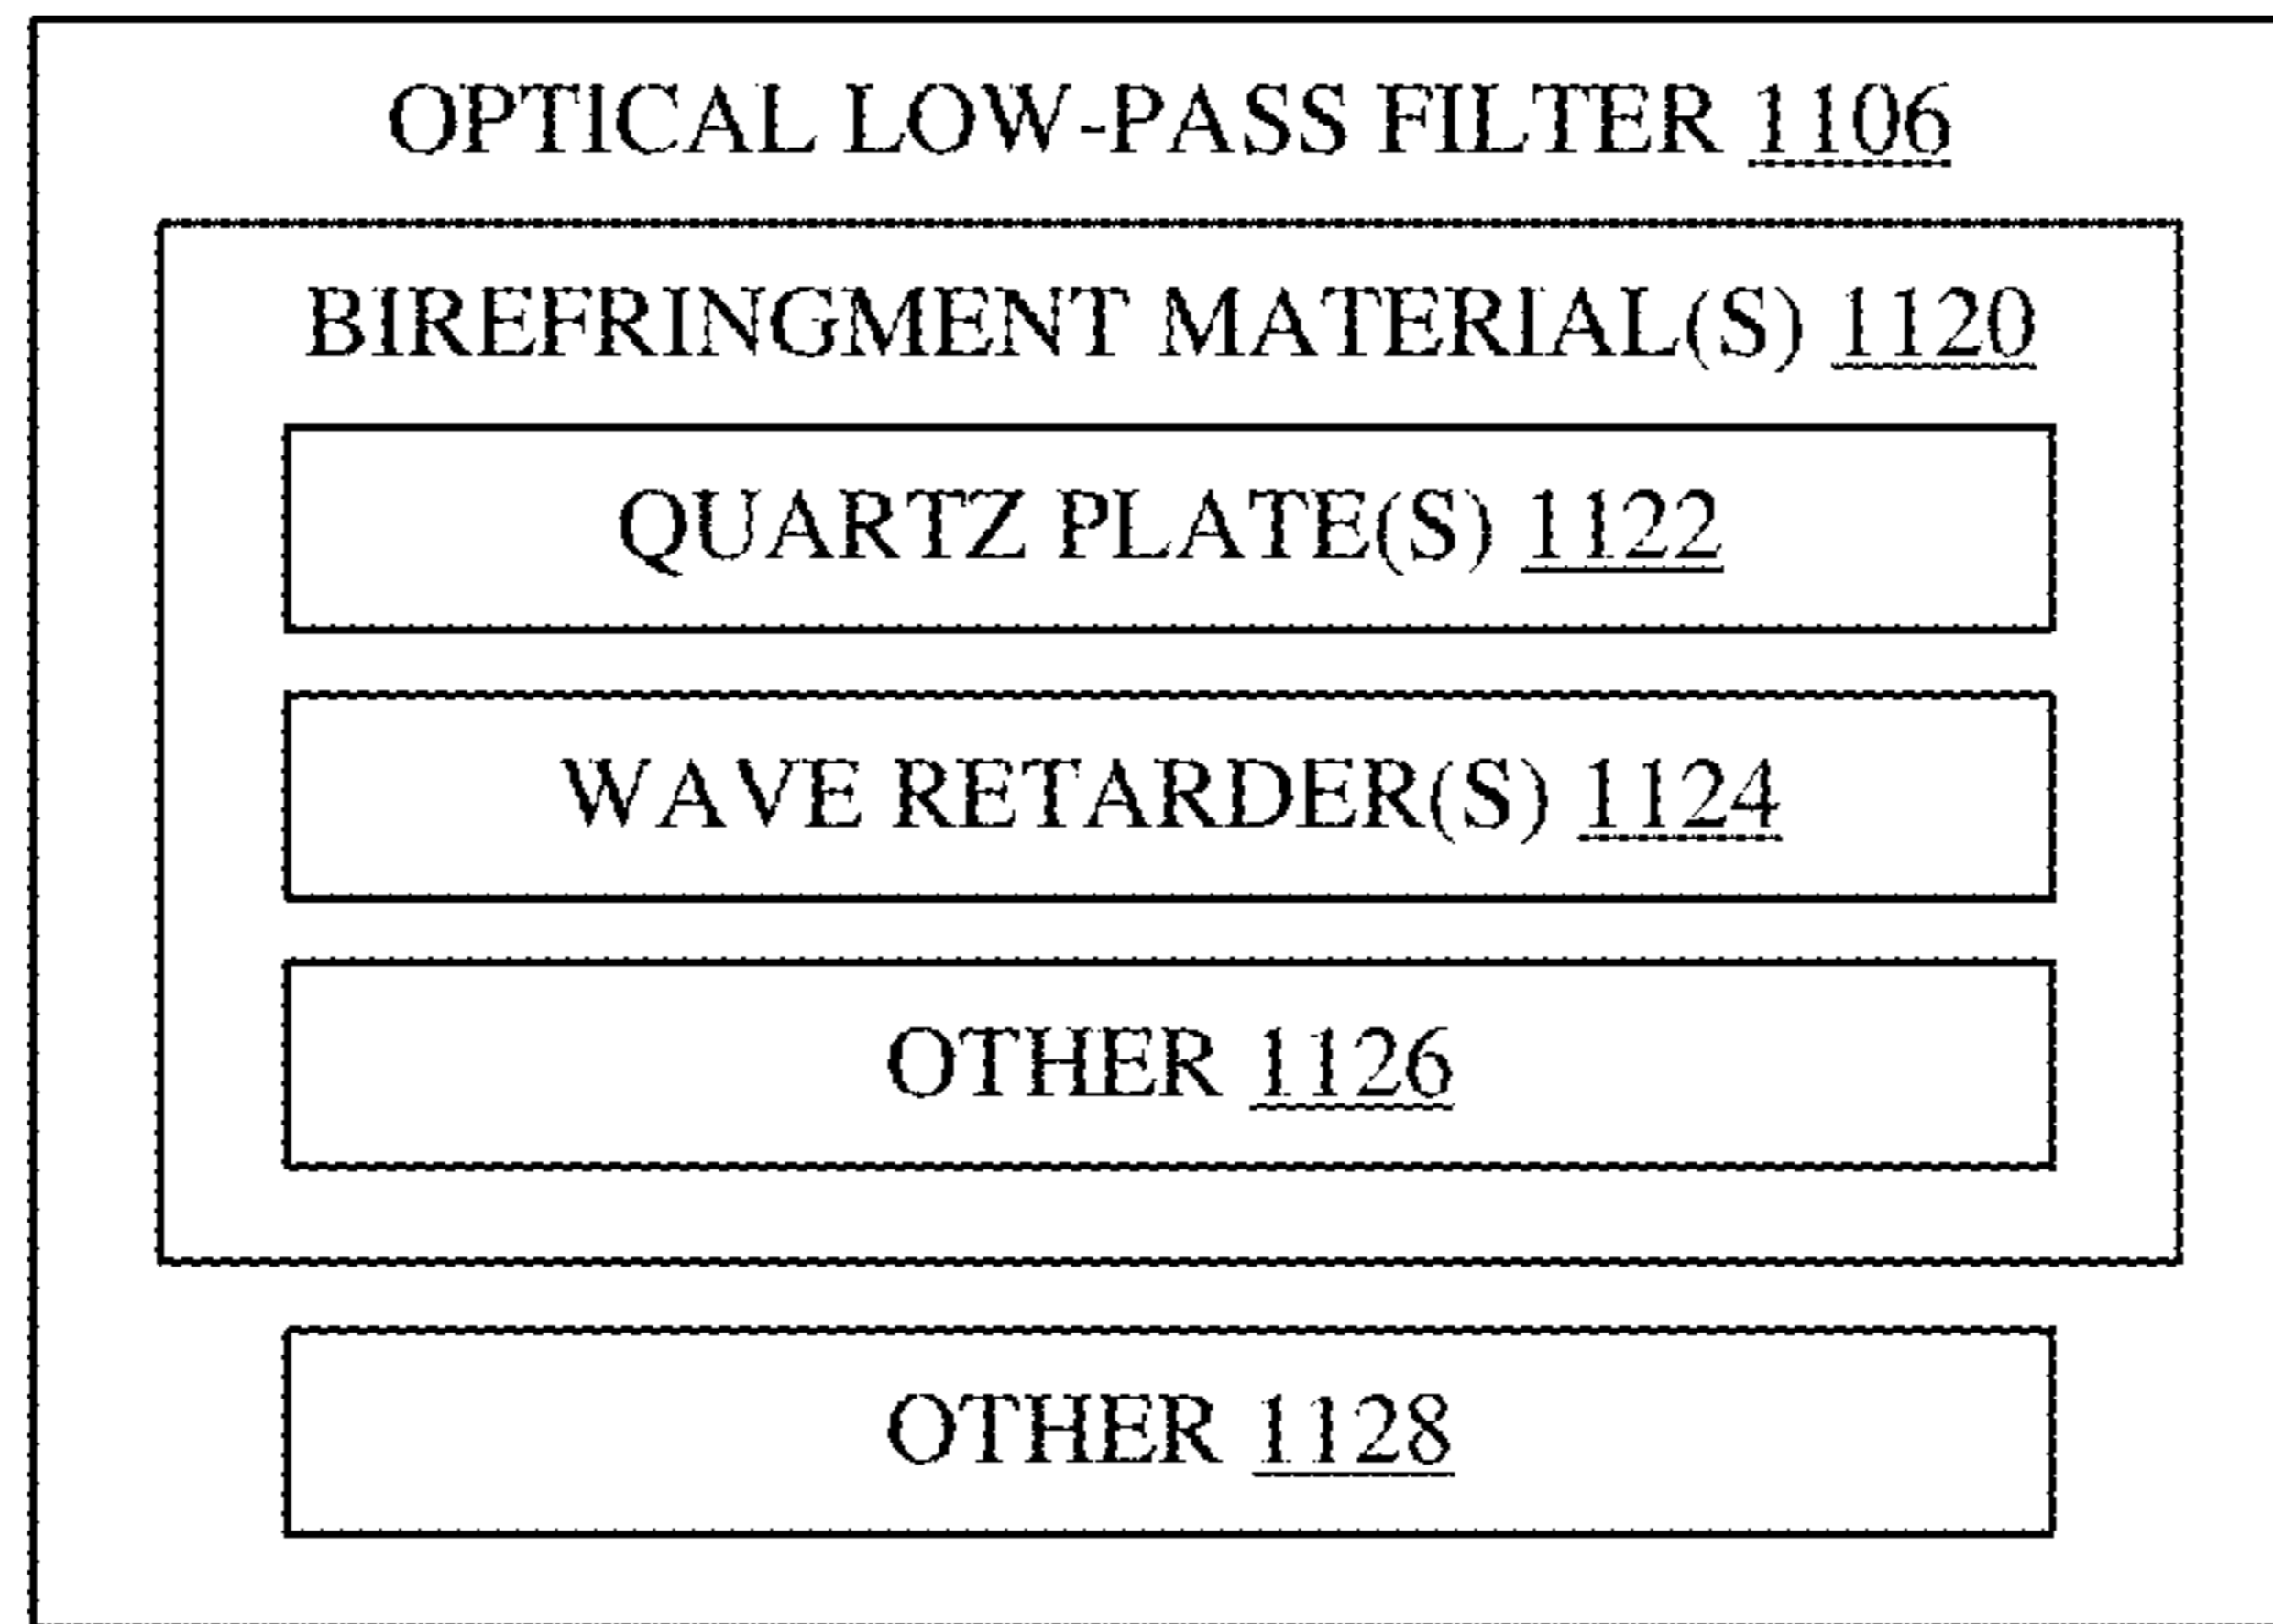 OPTICAL LOW-PASS FILTER 1106
BIREFRINGMENT MATERIAL(S) 1120
QUARTZ PLATE(S) 1122
WAVE RETARDER(S) 1124
OTHER 1126
OTHER 1128